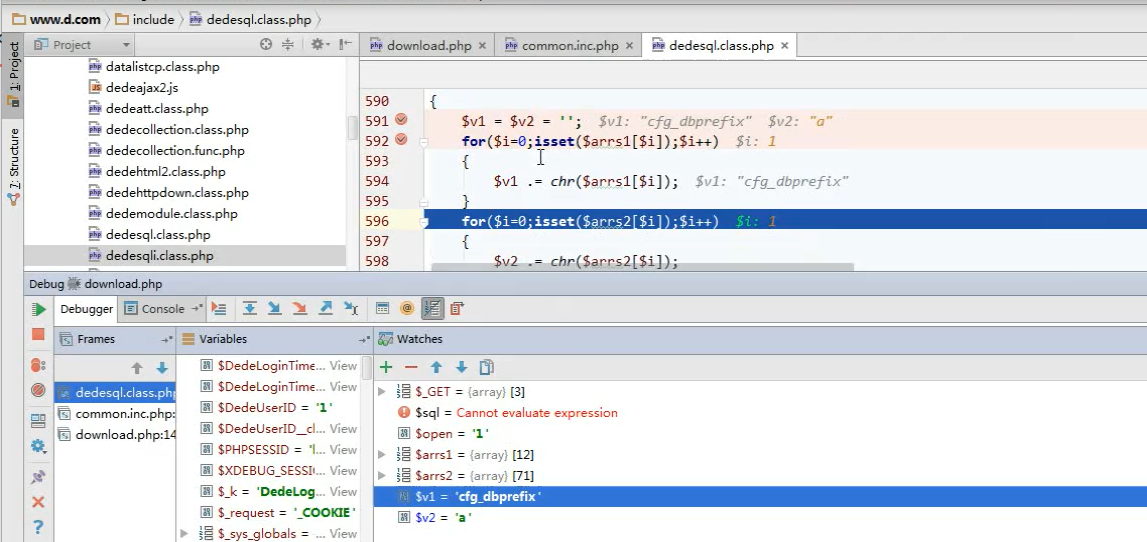 www.d.com include dedesql.class.php
Project
download.php common.inc.php dedesql.class.php
1: Project
7: Structure
datalistcp.class.php
dedeajax2.js
dedeatt.class.php
dedecollection.class.php
dedecollection.func.php
dedehtml2.class.php
dedehttpdown.class.php
dedemodule.class.php
dedesql.class.php
dedesqli.class.php
590 {
591 $v1 = $v2 = ''; $v1: "cfg_dbprefix" $v2: "a"
592 for($i=0;isset($arrs1[$i]);$i++) $i: 1
593 {
594 $v1 .= chr($arrs1[$i]); $v1: "cfg_dbprefix"
595 }
596 for($i=0;isset($arrs2[$i]);$i++) $i: 1
597 {
598 $v2 .= chr($arrs2[$i]);
Debug download.php
Debugger Console
Frames
dedesql.class.php
common.inc.php:
download.php:14
Variables
$DedeLoginTime... View
$DedeLoginTime... View
$DedeUserID = '1'
$DedeUserID__cl... View
$PHPSESSID = 'l... View
$XDEBUG_SESSI... View
$_k = 'DedeLog... View
$_request = '_COOKIE'
$_sys_globals = ... View
Watches
$_GET = {array} [3]
$sql = Cannot evaluate expression
$open = '1'
$arrs1 = {array} [12]
$arrs2 = {array} [71]
$v1 = 'cfg_dbprefix'
$v2 = 'a'